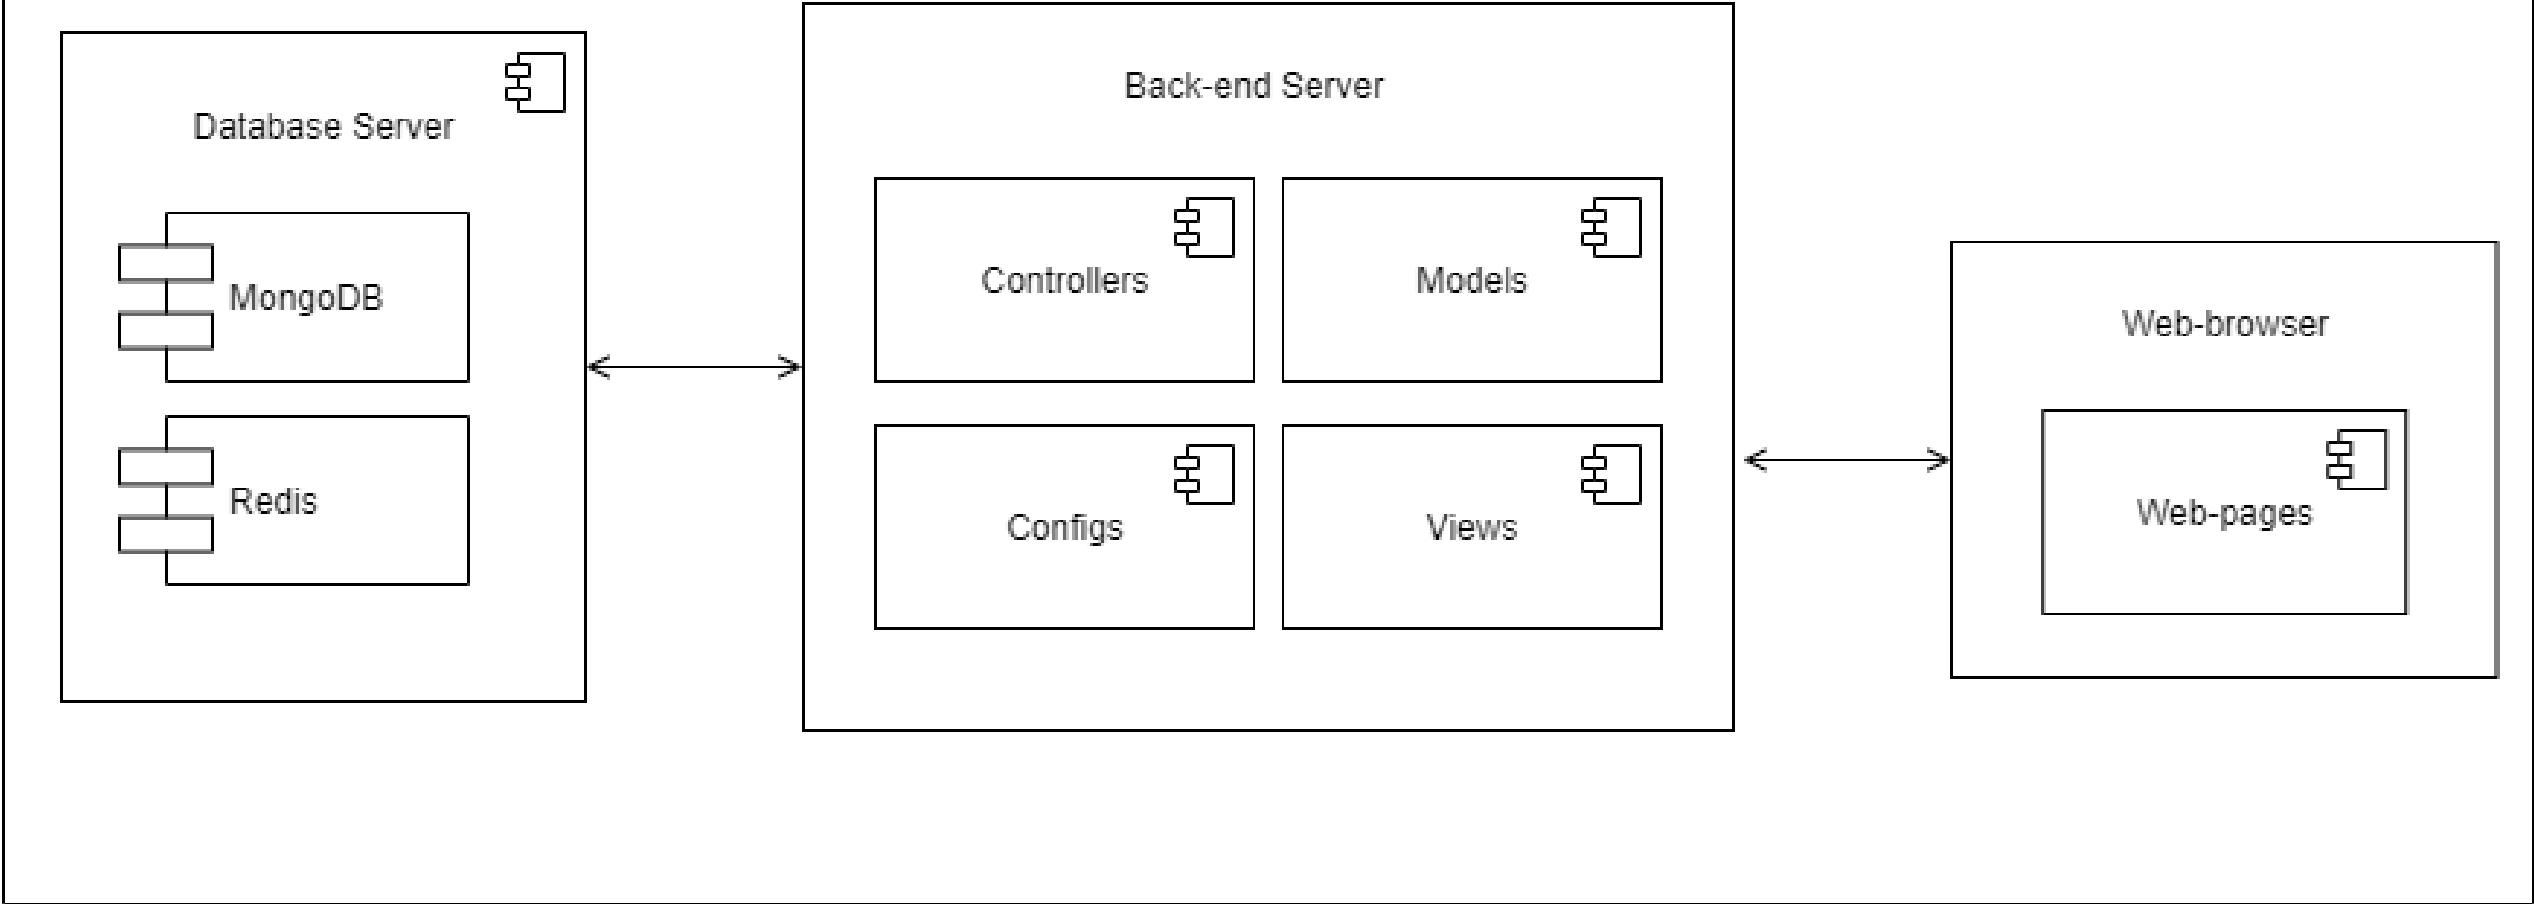 Database Server
MongoDB
Redis
Back-end Server
Controllers
Models
Configs
Views
Web-browser
Web-pages